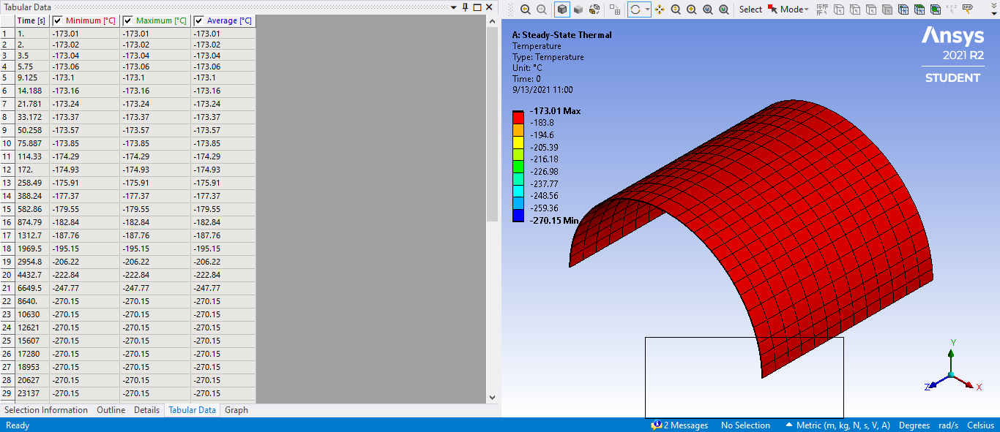 Tabular Data
Time [s] Minimum [°C] Maximum [°C] Average [°C]
1 1. -173.01 -173.01 -173.01
2 2. -173.02 -173.02 -173.02
3 3.5 -173.04 -173.04 -173.04
4 5.75 -173.06 -173.06 -173.06
5 9.125 -173.1 -173.1 -173.1
6 14.188 -173.16 -173.16 -173.16
7 21.781 -173.24 -173.24 -173.24
8 33.172 -173.37 -173.37 -173.37
9 50.258 -173.57 -173.57 -173.57
10 75.887 -173.85 -173.85 -173.85
11 114.33 -174.29 -174.29 -174.29
12 172. -174.93 -174.93 -174.93
13 258.49 -175.91 -175.91 -175.91
14 388.24 -177.37 -177.37 -177.37
15 582.86 -179.55 -179.55 -179.55
16 874.79 -182.84 -182.84 -182.84
17 1312.7 -187.76 -187.76 -187.76
18 1969.5 -195.15 -195.15 -195.15
19 2954.8 -206.22 -206.22 -206.22
20 4432.7 -222.84 -222.84 -222.84
21 6649.5 -247.77 -247.77 -247.77
22 8640. -270.15 -270.15 -270.15
23 10630 -270.15 -270.15 -270.15
24 12621 -270.15 -270.15 -270.15
25 15607 -270.15 -270.15 -270.15
26 17280 -270.15 -270.15 -270.15
27 18953 -270.15 -270.15 -270.15
28 20627 -270.15 -270.15 -270.15
29 23137 -270.15 -270.15 -270.15
Selection Information Outline Details Tabular Data Graph
Select Mode
A: Steady-State Thermal
Temperature
Type: Temperature
Unit: °C
Time: 0
9/13/2021 11:00
-173.01 Max
-183.8
-194.6
-205.39
-216.18
-226.98
-237.77
-248.56
-259.36
-270.15 Min
Ansys
2021 R2
STUDENT
Y
Z
X
Ready 2 Messages No Selection Metric (m, kg, N, s, V, A) Degrees rad/s Celsius